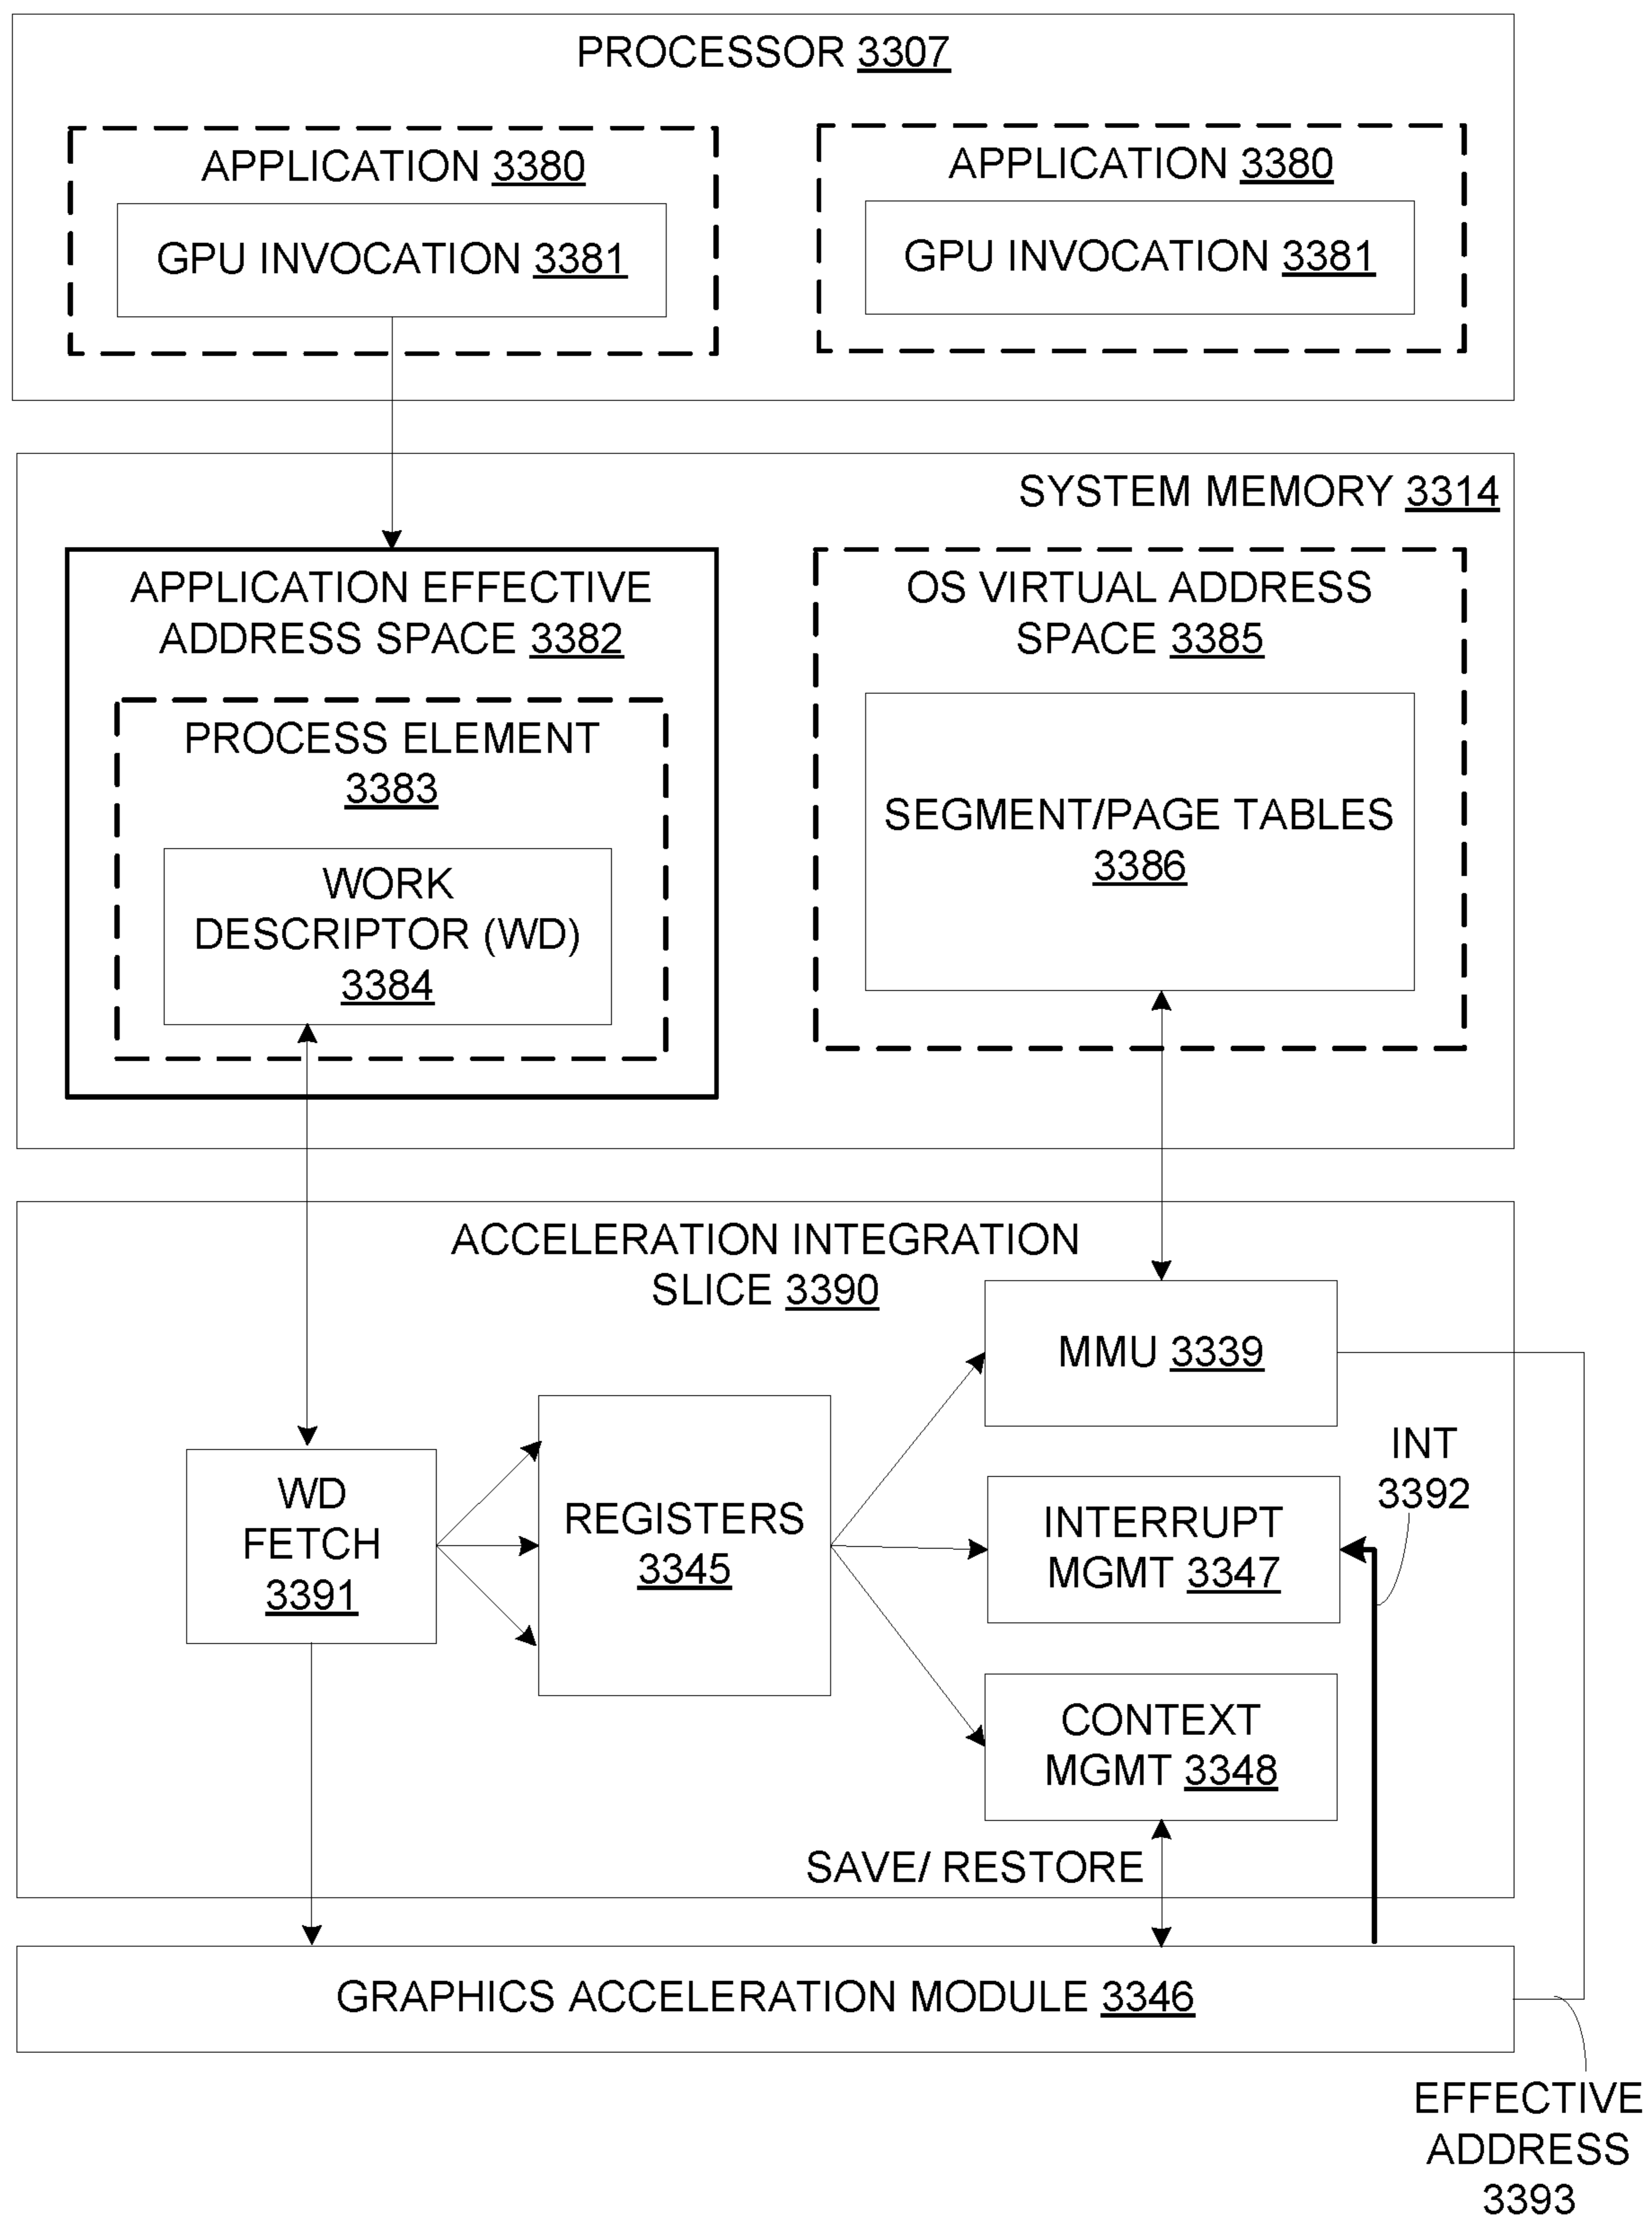 PROCESSOR 3307
APPLICATION 3380
GPU INVOCATION 3381
APPLICATION 3380
GPU INVOCATION 3381
SYSTEM MEMORY 3314
APPLICATION EFFECTIVE
ADDRESS SPACE 3382
PROCESS ELEMENT
3383
WORK
DESCRIPTOR (WD)
3384
OS VIRTUAL ADDRESS
SPACE 3385
SEGMENT/PAGE TABLES
3386
ACCELERATION INTEGRATION
SLICE 3390
MMU 3339
WD
FETCH
3391
REGISTERS
3345
INTERRUPT
MGMT 3347
INT
3392
CONTEXT
MGMT 3348
SAVE/ RESTORE
GRAPHICS ACCELERATION MODULE 3346
EFFECTIVE
ADDRESS
3393